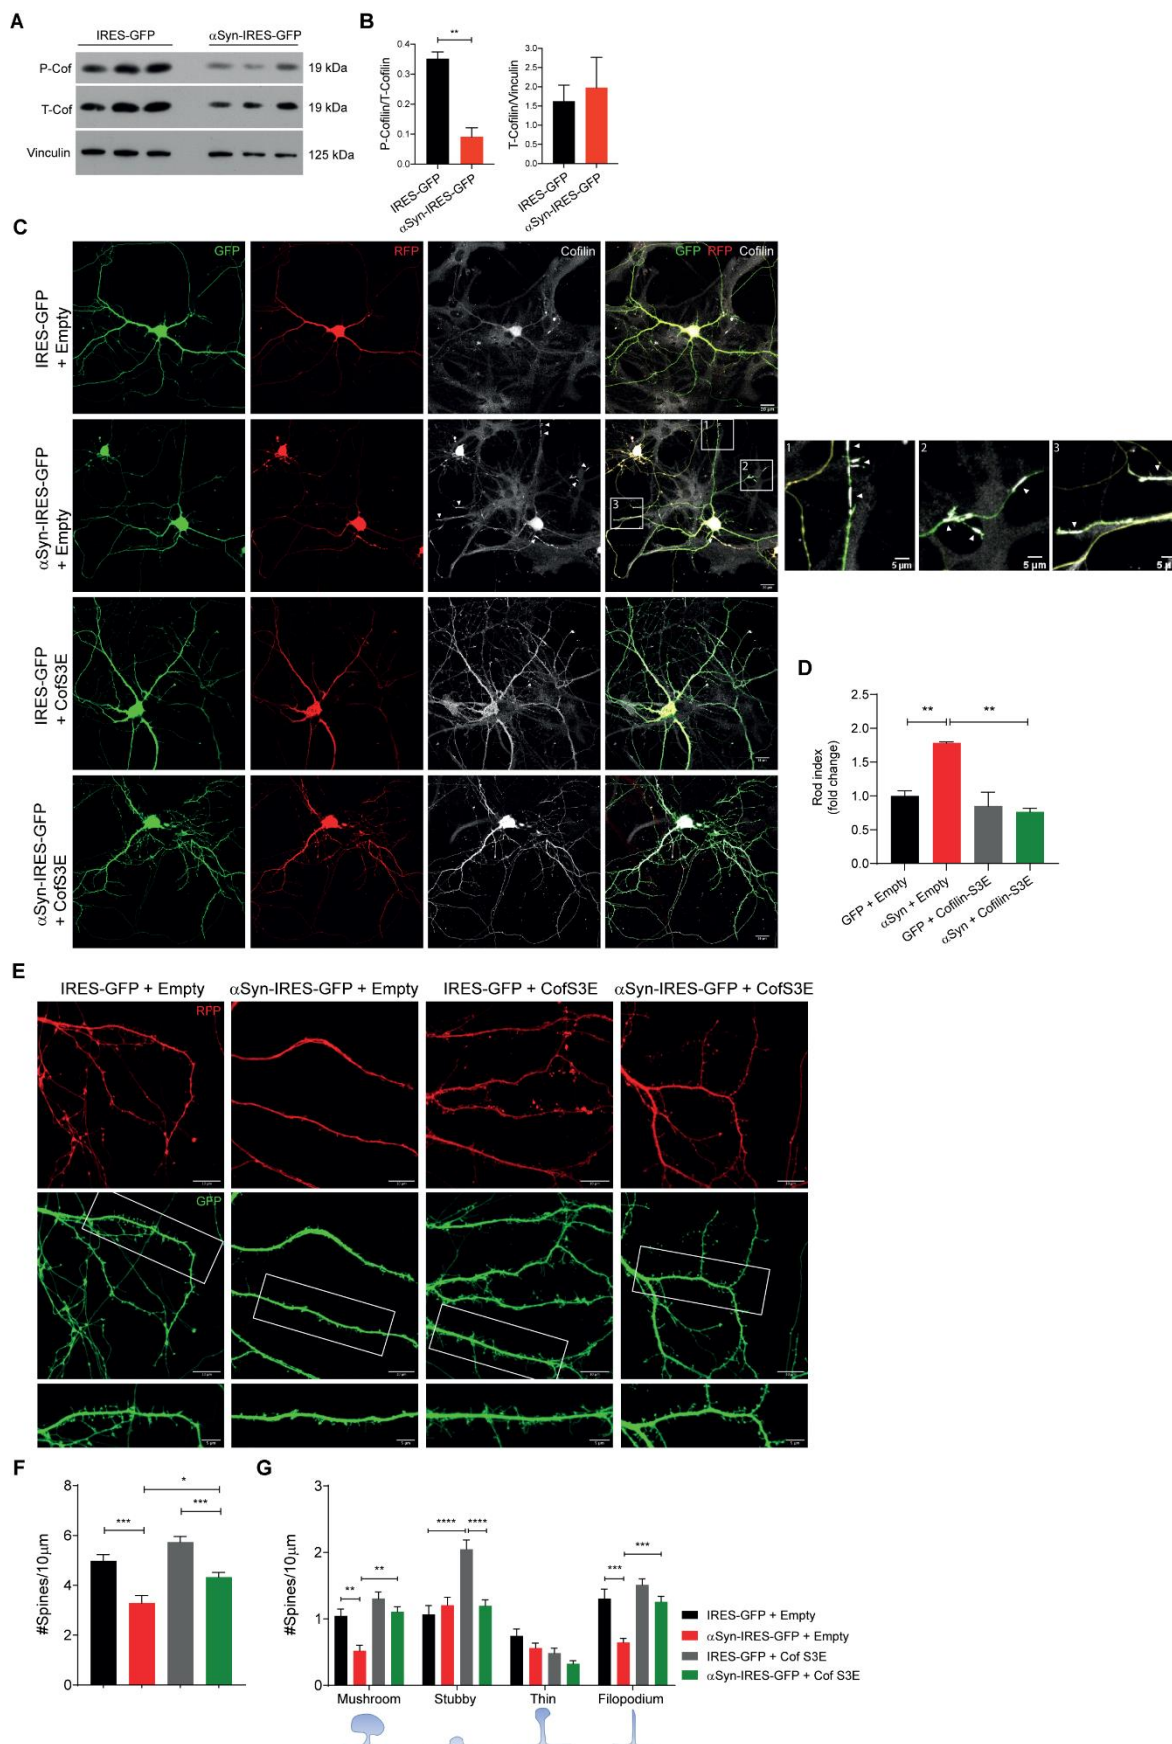 A
IRES-GFP αSyn-IRES-GFP
P-Cof 19 kDa
T-Cof 19 kDa
Vinculin 125 kDa
B
**
P-Cofilin/T-Cofilin
0.4
0.3
0.2
0.1
0.0
IRES-GFP
αSyn-IRES-GFP
T-Cofilin/Vinculin
3.0
2.5
2.0
1.5
1.0
0.5
0.0
IRES-GFP
αSyn-IRES-GFP
C
GFP RFP Cofilin GFP RFP Cofilin
IRES-GFP
+ Empty
20 µm
αSyn-IRES-GFP
+ Empty
1
2
3
1 2 3
5 µm 5 µm 5 µm
IRES-GFP
+ CofS3E
αSyn-IRES-GFP
+ CofS3E
D
Rod index
(fold change)
2.5
2.0
1.5
1.0
0.5
0.0
** **
GFP + Empty
αSyn + Empty
GFP + Cofilin-S3E
αSyn + Cofilin-S3E
E
IRES-GFP + Empty αSyn-IRES-GFP + Empty IRES-GFP + CofS3E αSyn-IRES-GFP + CofS3E
RFP
GFP
F
#Spines/10µm
8
6
4
2
0
*
*** ***
G
#Spines/10µm
3
2
1
0
** ** **** **** *** ***
Mushroom Stubby Thin Filopodium
IRES-GFP + Empty
αSyn-IRES-GFP + Empty
IRES-GFP + Cof S3E
αSyn-IRES-GFP + Cof S3E